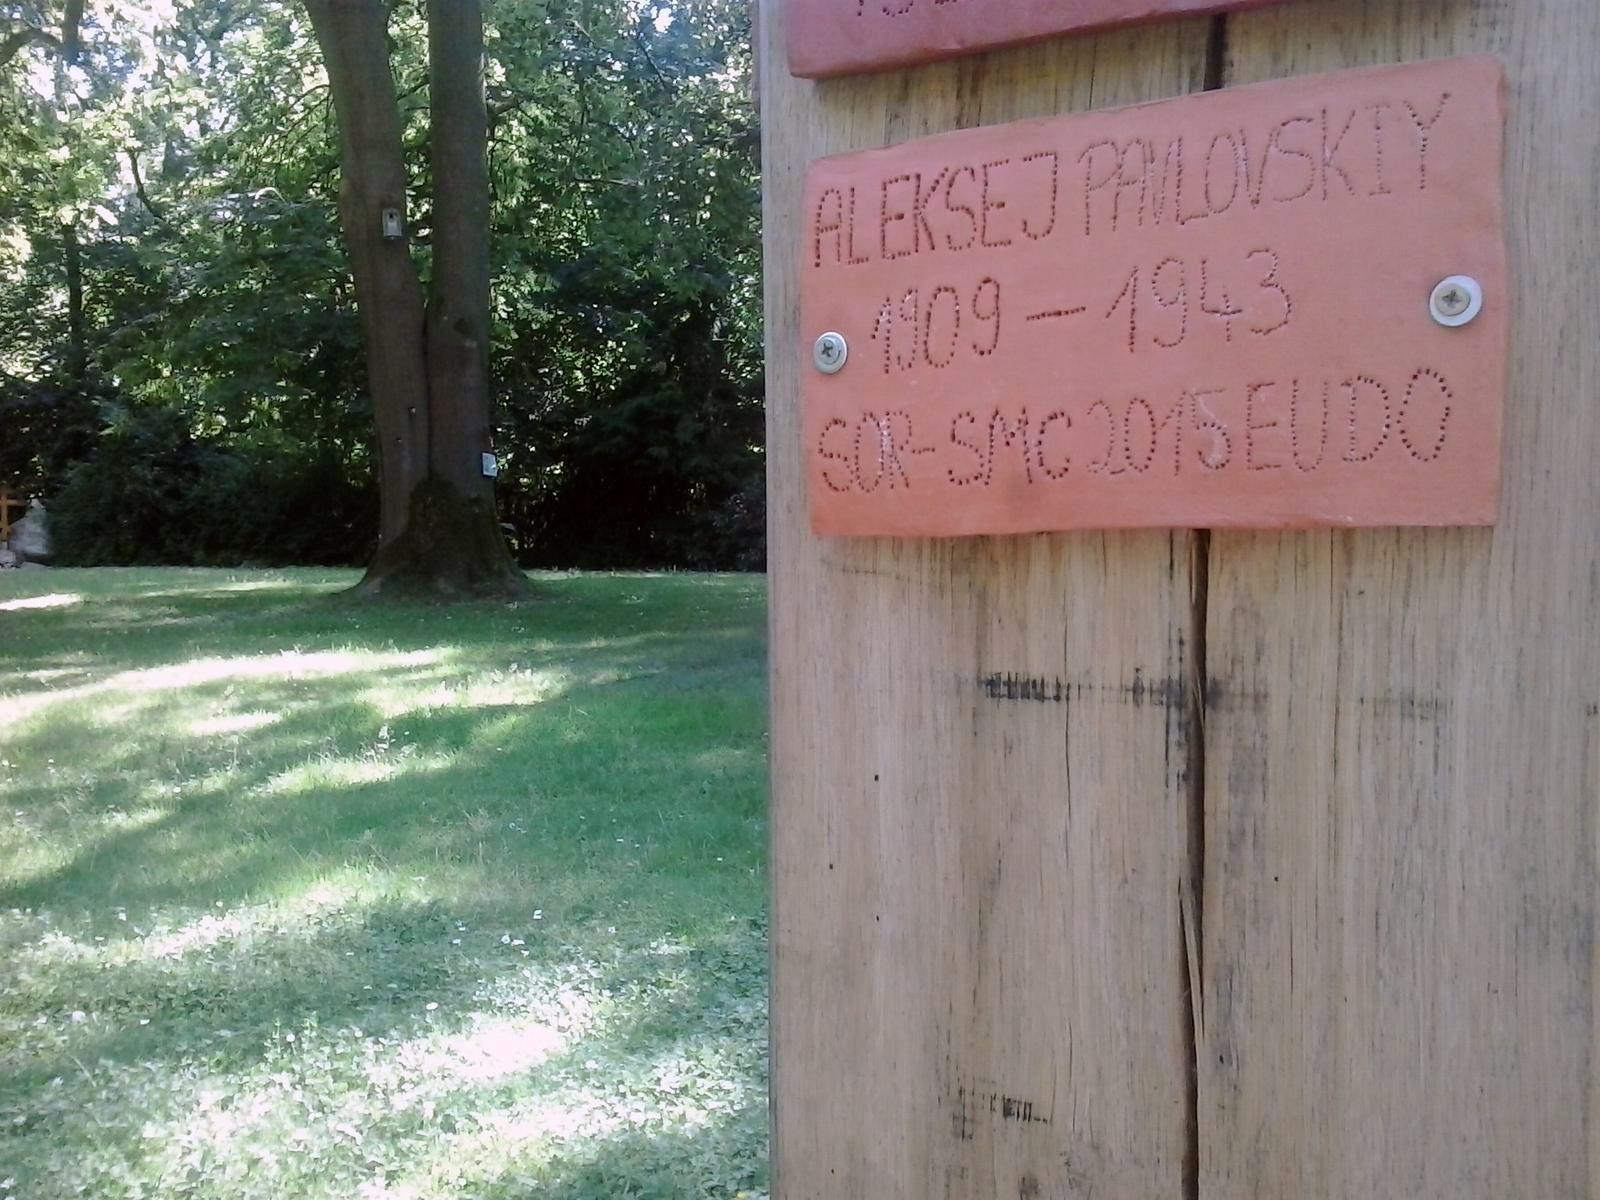 ALEKSEJ PAVLOVSKIY
1909 – 1943
SOR-SMC 2015 EUDO